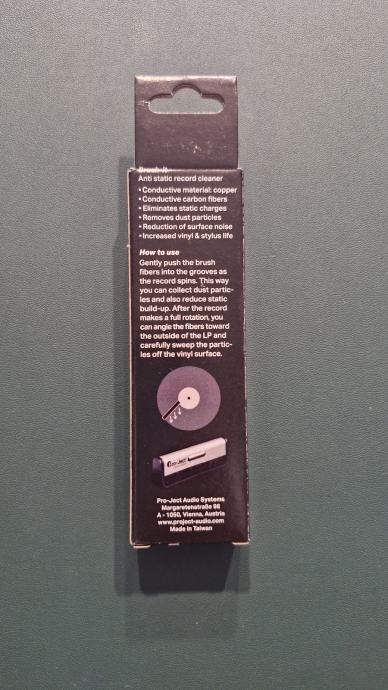 Brush-it
Anti static record cleaner
• Conductive material: copper
• Conductive carbon fibers
• Eliminates static charges
• Removes dust particles
• Reduction of surface noise
• Increased vinyl & stylus life
How to use
Gently push the brush
fibers into the grooves as
the record spins. This way
you can collect dust partic-
les and also reduce static
build-up. After the record
makes a full rotation, you
can angle the fibers toward
the outside of the LP and
carefully sweep the partic-
les off the vinyl surface.
Pro-Ject
Pro-Ject Audio Systems
Margaretenstraße 98
A - 1050, Vienna, Austria
www.project-audio.com
Made in Taiwan